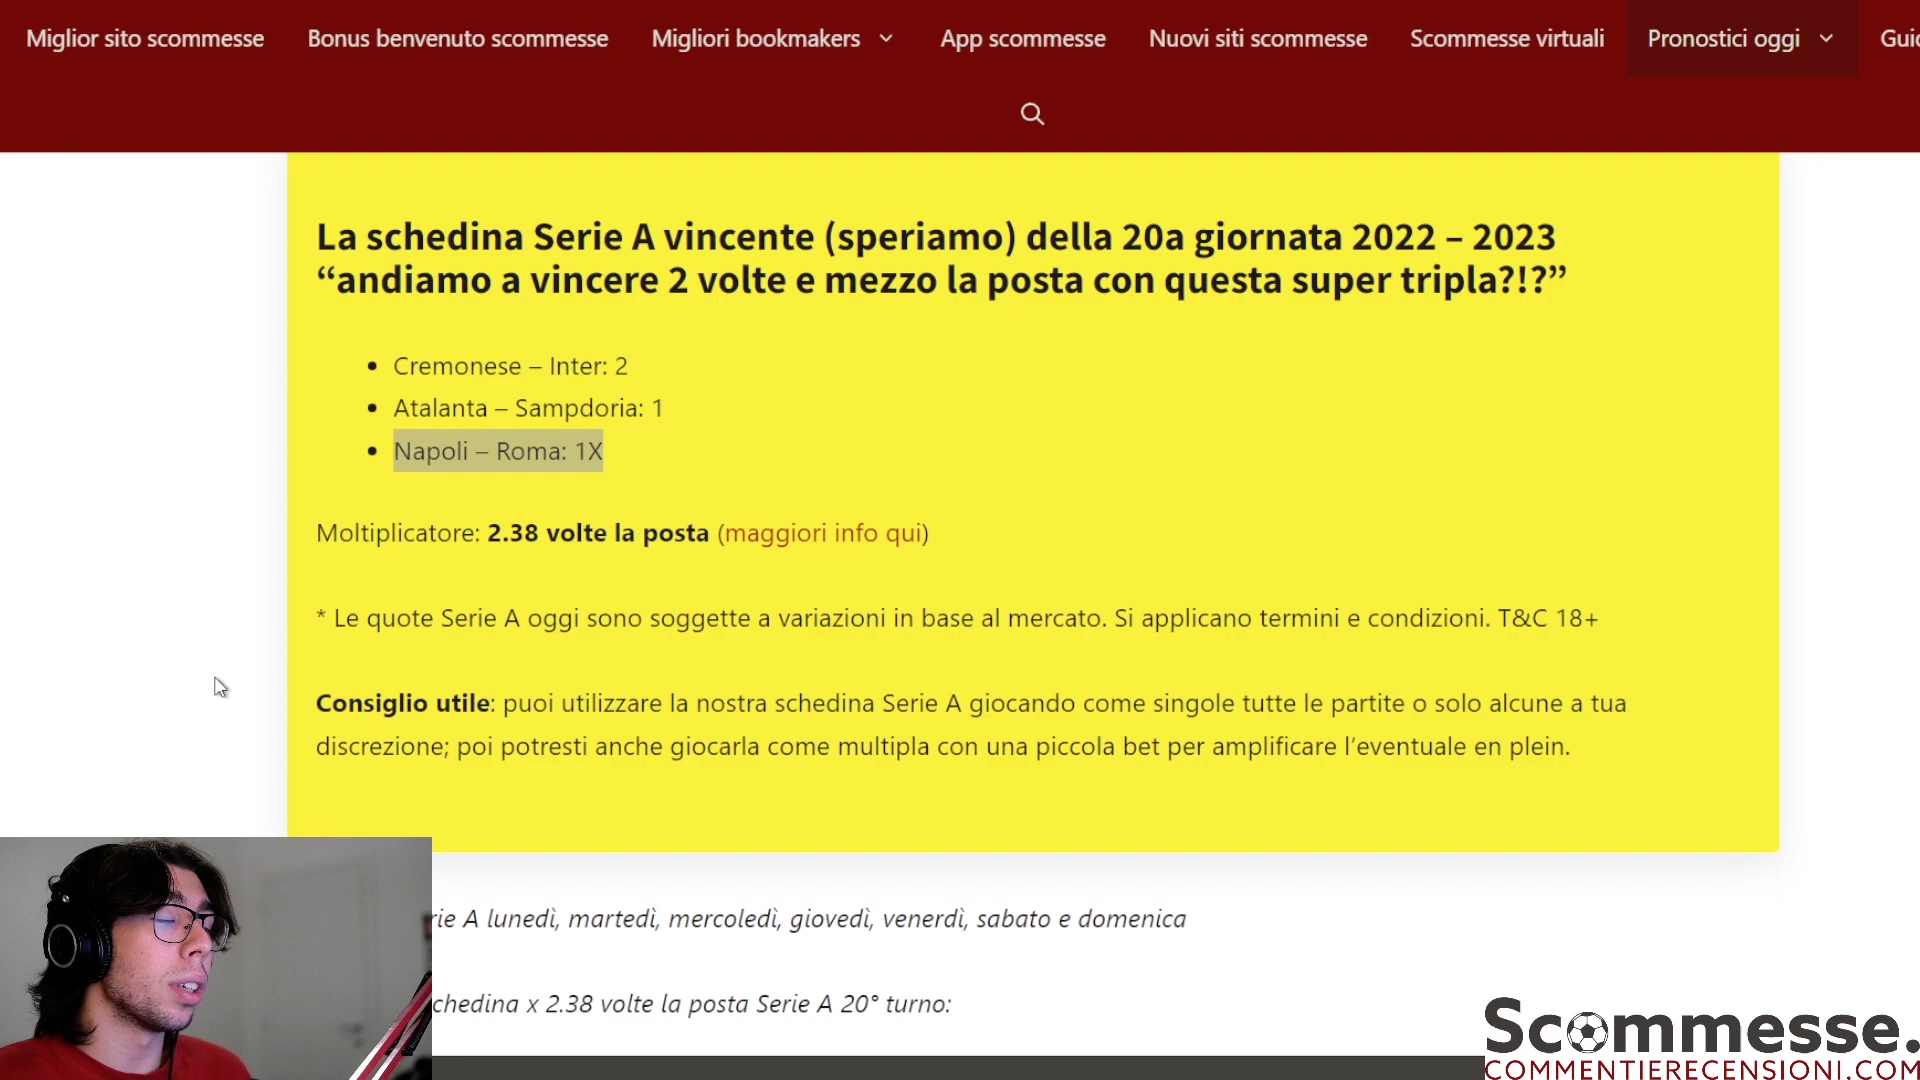 Miglior sito scommesse Bonus benvenuto scommesse Migliori bookmakers App scommesse Nuovi siti scommesse Scommesse virtuali Pronostici oggi
La schedina Serie A vincente (speriamo) della 20a giornata 2022 – 2023
“andiamo a vincere 2 volte e mezzo la posta con questa super tripla?!?”
• Cremonese – Inter: 2
• Atalanta – Sampdoria: 1
• Napoli – Roma: 1X
Moltiplicatore: 2.38 volte la posta (maggiori info qui)
* Le quote Serie A oggi sono soggette a variazioni in base al mercato. Si applicano termini e condizioni. T&C 18+
Consiglio utile: puoi utilizzare la nostra schedina Serie A giocando come singole tutte le partite o solo alcune a tua
discrezione; poi potresti anche giocarla come multipla con una piccola bet per amplificare l’eventuale en plein.
rie A lunedì, martedì, mercoledì, giovedì, venerdì, sabato e domenica
chedina x 2.38 volte la posta Serie A 20° turno:
Scommesse.
COMMENTIERECENSIONI.COM